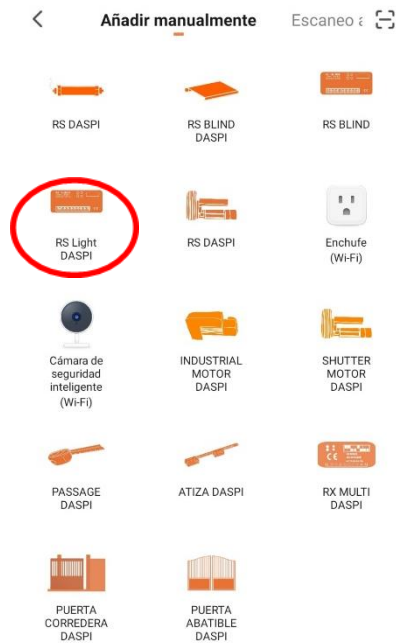 Añadir manualmente
Escaneo a
RS DASPI
RS BLIND
DASPI
RS BLIND
RS Light
DASPI
RS DASPI
Enchufe
(Wi-Fi)
Cámara de
seguridad
inteligente
(Wi-Fi)
INDUSTRIAL
MOTOR
DASPI
SHUTTER
MOTOR
DASPI
PASSAGE
DASPI
ATIZA DASPI
RX MULTI
DASPI
PUERTA
CORREDERA
DASPI
PUERTA
ABATIBLE
DASPI